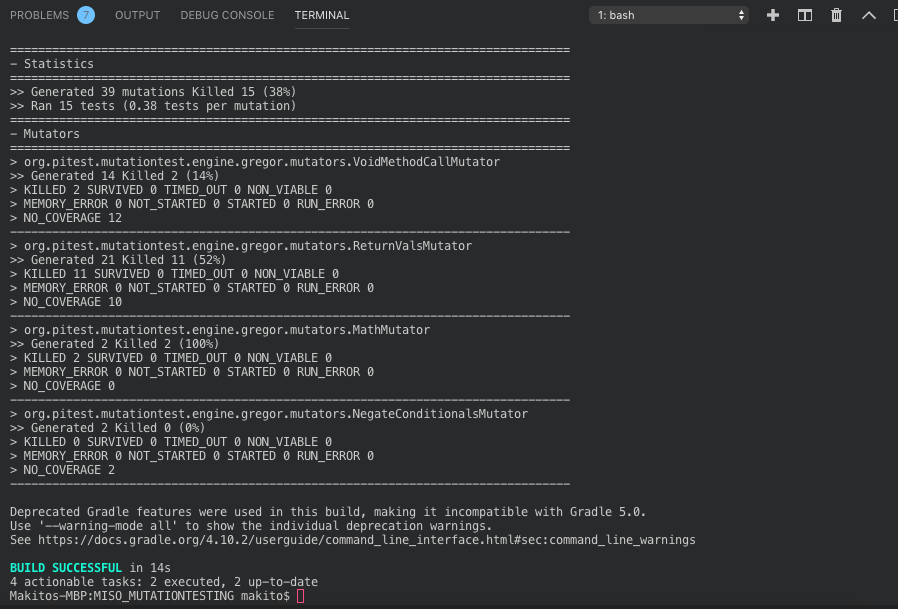 PROBLEMS 7 OUTPUT DEBUG CONSOLE TERMINAL 1: bash
================================================================================
- Statistics
================================================================================
>> Generated 39 mutations Killed 15 (38%)
>> Ran 15 tests (0.38 tests per mutation)
================================================================================
- Mutators
================================================================================
> org.pitest.mutationtest.engine.gregor.mutators.VoidMethodCallMutator
>> Generated 14 Killed 2 (14%)
> KILLED 2 SURVIVED 0 TIMED_OUT 0 NON_VIABLE 0
> MEMORY_ERROR 0 NOT_STARTED 0 STARTED 0 RUN_ERROR 0
> NO_COVERAGE 12
--------------------------------------------------------------------------------
> org.pitest.mutationtest.engine.gregor.mutators.ReturnValsMutator
>> Generated 21 Killed 11 (52%)
> KILLED 11 SURVIVED 0 TIMED_OUT 0 NON_VIABLE 0
> MEMORY_ERROR 0 NOT_STARTED 0 STARTED 0 RUN_ERROR 0
> NO_COVERAGE 10
--------------------------------------------------------------------------------
> org.pitest.mutationtest.engine.gregor.mutators.MathMutator
>> Generated 2 Killed 2 (100%)
> KILLED 2 SURVIVED 0 TIMED_OUT 0 NON_VIABLE 0
> MEMORY_ERROR 0 NOT_STARTED 0 STARTED 0 RUN_ERROR 0
> NO_COVERAGE 0
--------------------------------------------------------------------------------
> org.pitest.mutationtest.engine.gregor.mutators.NegateConditionalsMutator
>> Generated 2 Killed 0 (0%)
> KILLED 0 SURVIVED 0 TIMED_OUT 0 NON_VIABLE 0
> MEMORY_ERROR 0 NOT_STARTED 0 STARTED 0 RUN_ERROR 0
> NO_COVERAGE 2
--------------------------------------------------------------------------------
Deprecated Gradle features were used in this build, making it incompatible with Gradle 5.0.
Use '--warning-mode all' to show the individual deprecation warnings.
See https://docs.gradle.org/4.10.2/userguide/command_line_interface.html#sec:command_line_warnings
BUILD SUCCESSFUL in 14s
4 actionable tasks: 2 executed, 2 up-to-date
Makitos-MBP:MISO_MUTATIONTESTING makito$